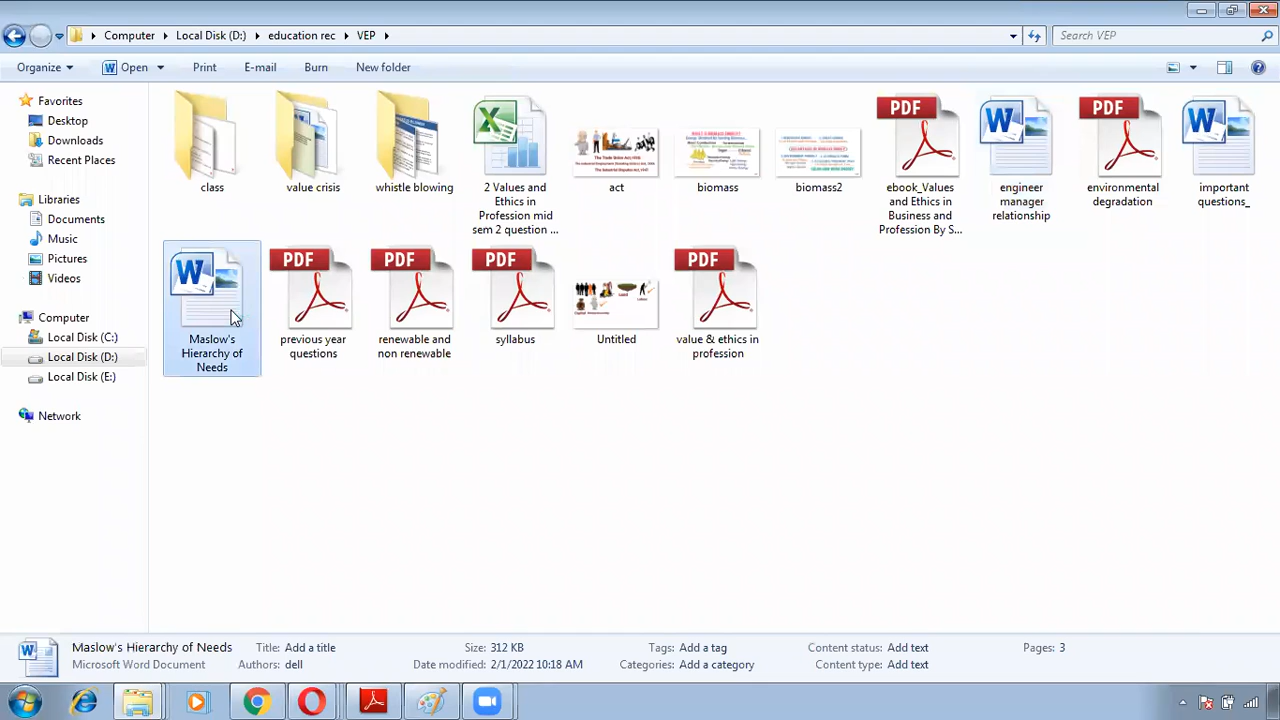 Computer Local Disk (D:) education rec VEP Search VEP
Organize Open Print E-mail Burn New folder
Favorites
Desktop
Downloads
Recent Places
Libraries
Documents
Music
Pictures
Videos
Computer
Local Disk (C:)
Local Disk (D:)
Local Disk (E:)
Network
class
value crisis
whistle blowing
2 Values and
Ethics in
Profession mid
sem 2 question ...
act
biomass
biomass2
PDF
ebook_Values
and Ethics in
Business and
Profession By S...
engineer
manager
relationship
PDF
environmental
degradation
important
questions_
Maslow's
Hierarchy of
Needs
PDF
previous year
questions
PDF
renewable and
non renewable
PDF
syllabus
Untitled
PDF
value & ethics in
profession
Maslow's Hierarchy of Needs Title: Add a title Size: 312 KB Tags: Add a tag Content status: Add text Pages: 3
Microsoft Word Document Authors: dell Date modified: 2/1/2022 10:18 AM Categories: Add a category Content type: Add text